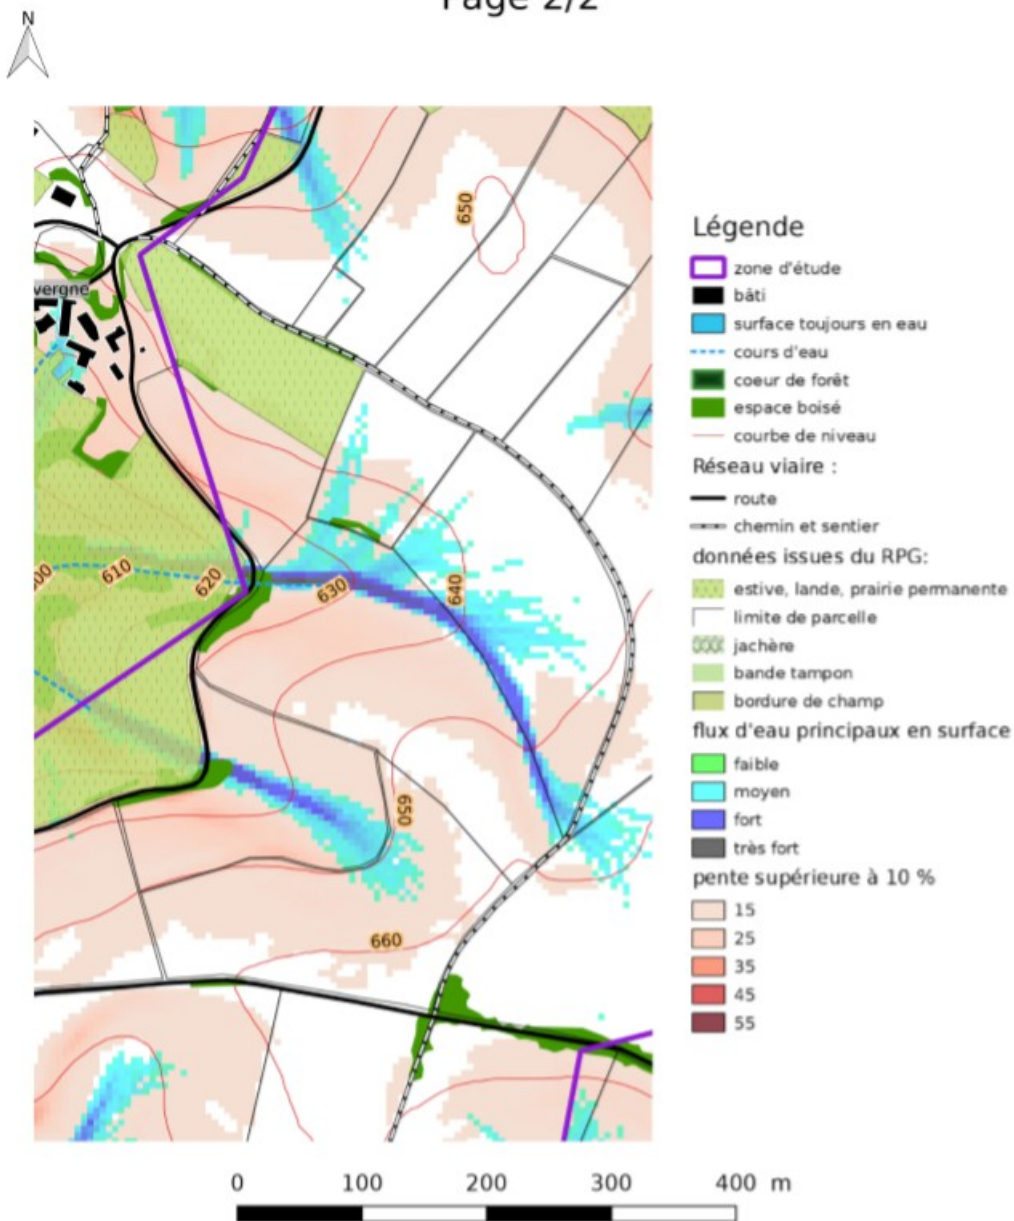 Page 2/2
N
650
vergne
610
620
630
640
650
660
Légende
zone d'étude
bâti
surface toujours en eau
cours d'eau
coeur de forêt
espace boisé
courbe de niveau
Réseau viaire :
route
chemin et sentier
données issues du RPG:
estive, lande, prairie permanente
limite de parcelle
jachère
bande tampon
bordure de champ
flux d'eau principaux en surface
faible
moyen
fort
très fort
pente supérieure à 10 %
15
25
35
45
55
0 100 200 300 400 m